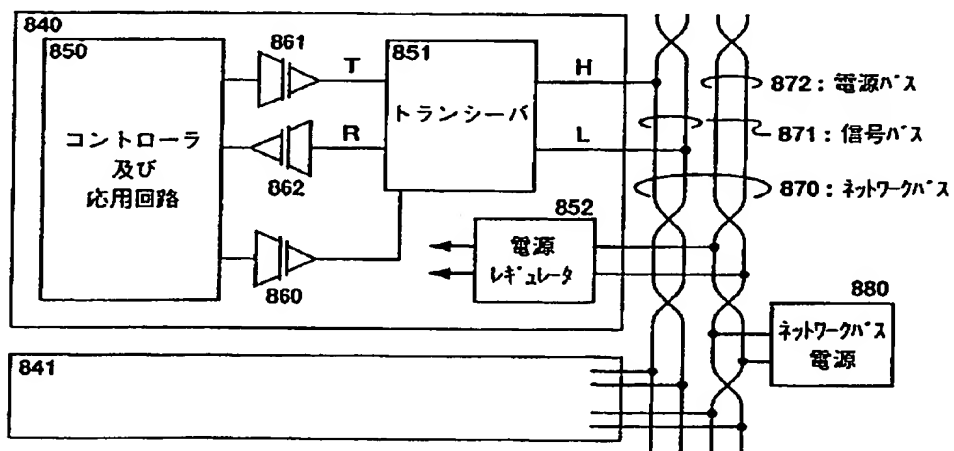 840
850
コントローラ
及び
応用回路
861
T
862
R
860
851
トランシーバ
H
L
852
電源
レギュレータ
872：電源バス
871：信号バス
870：ネットワークバス
880
ネットワークバス
電源
841